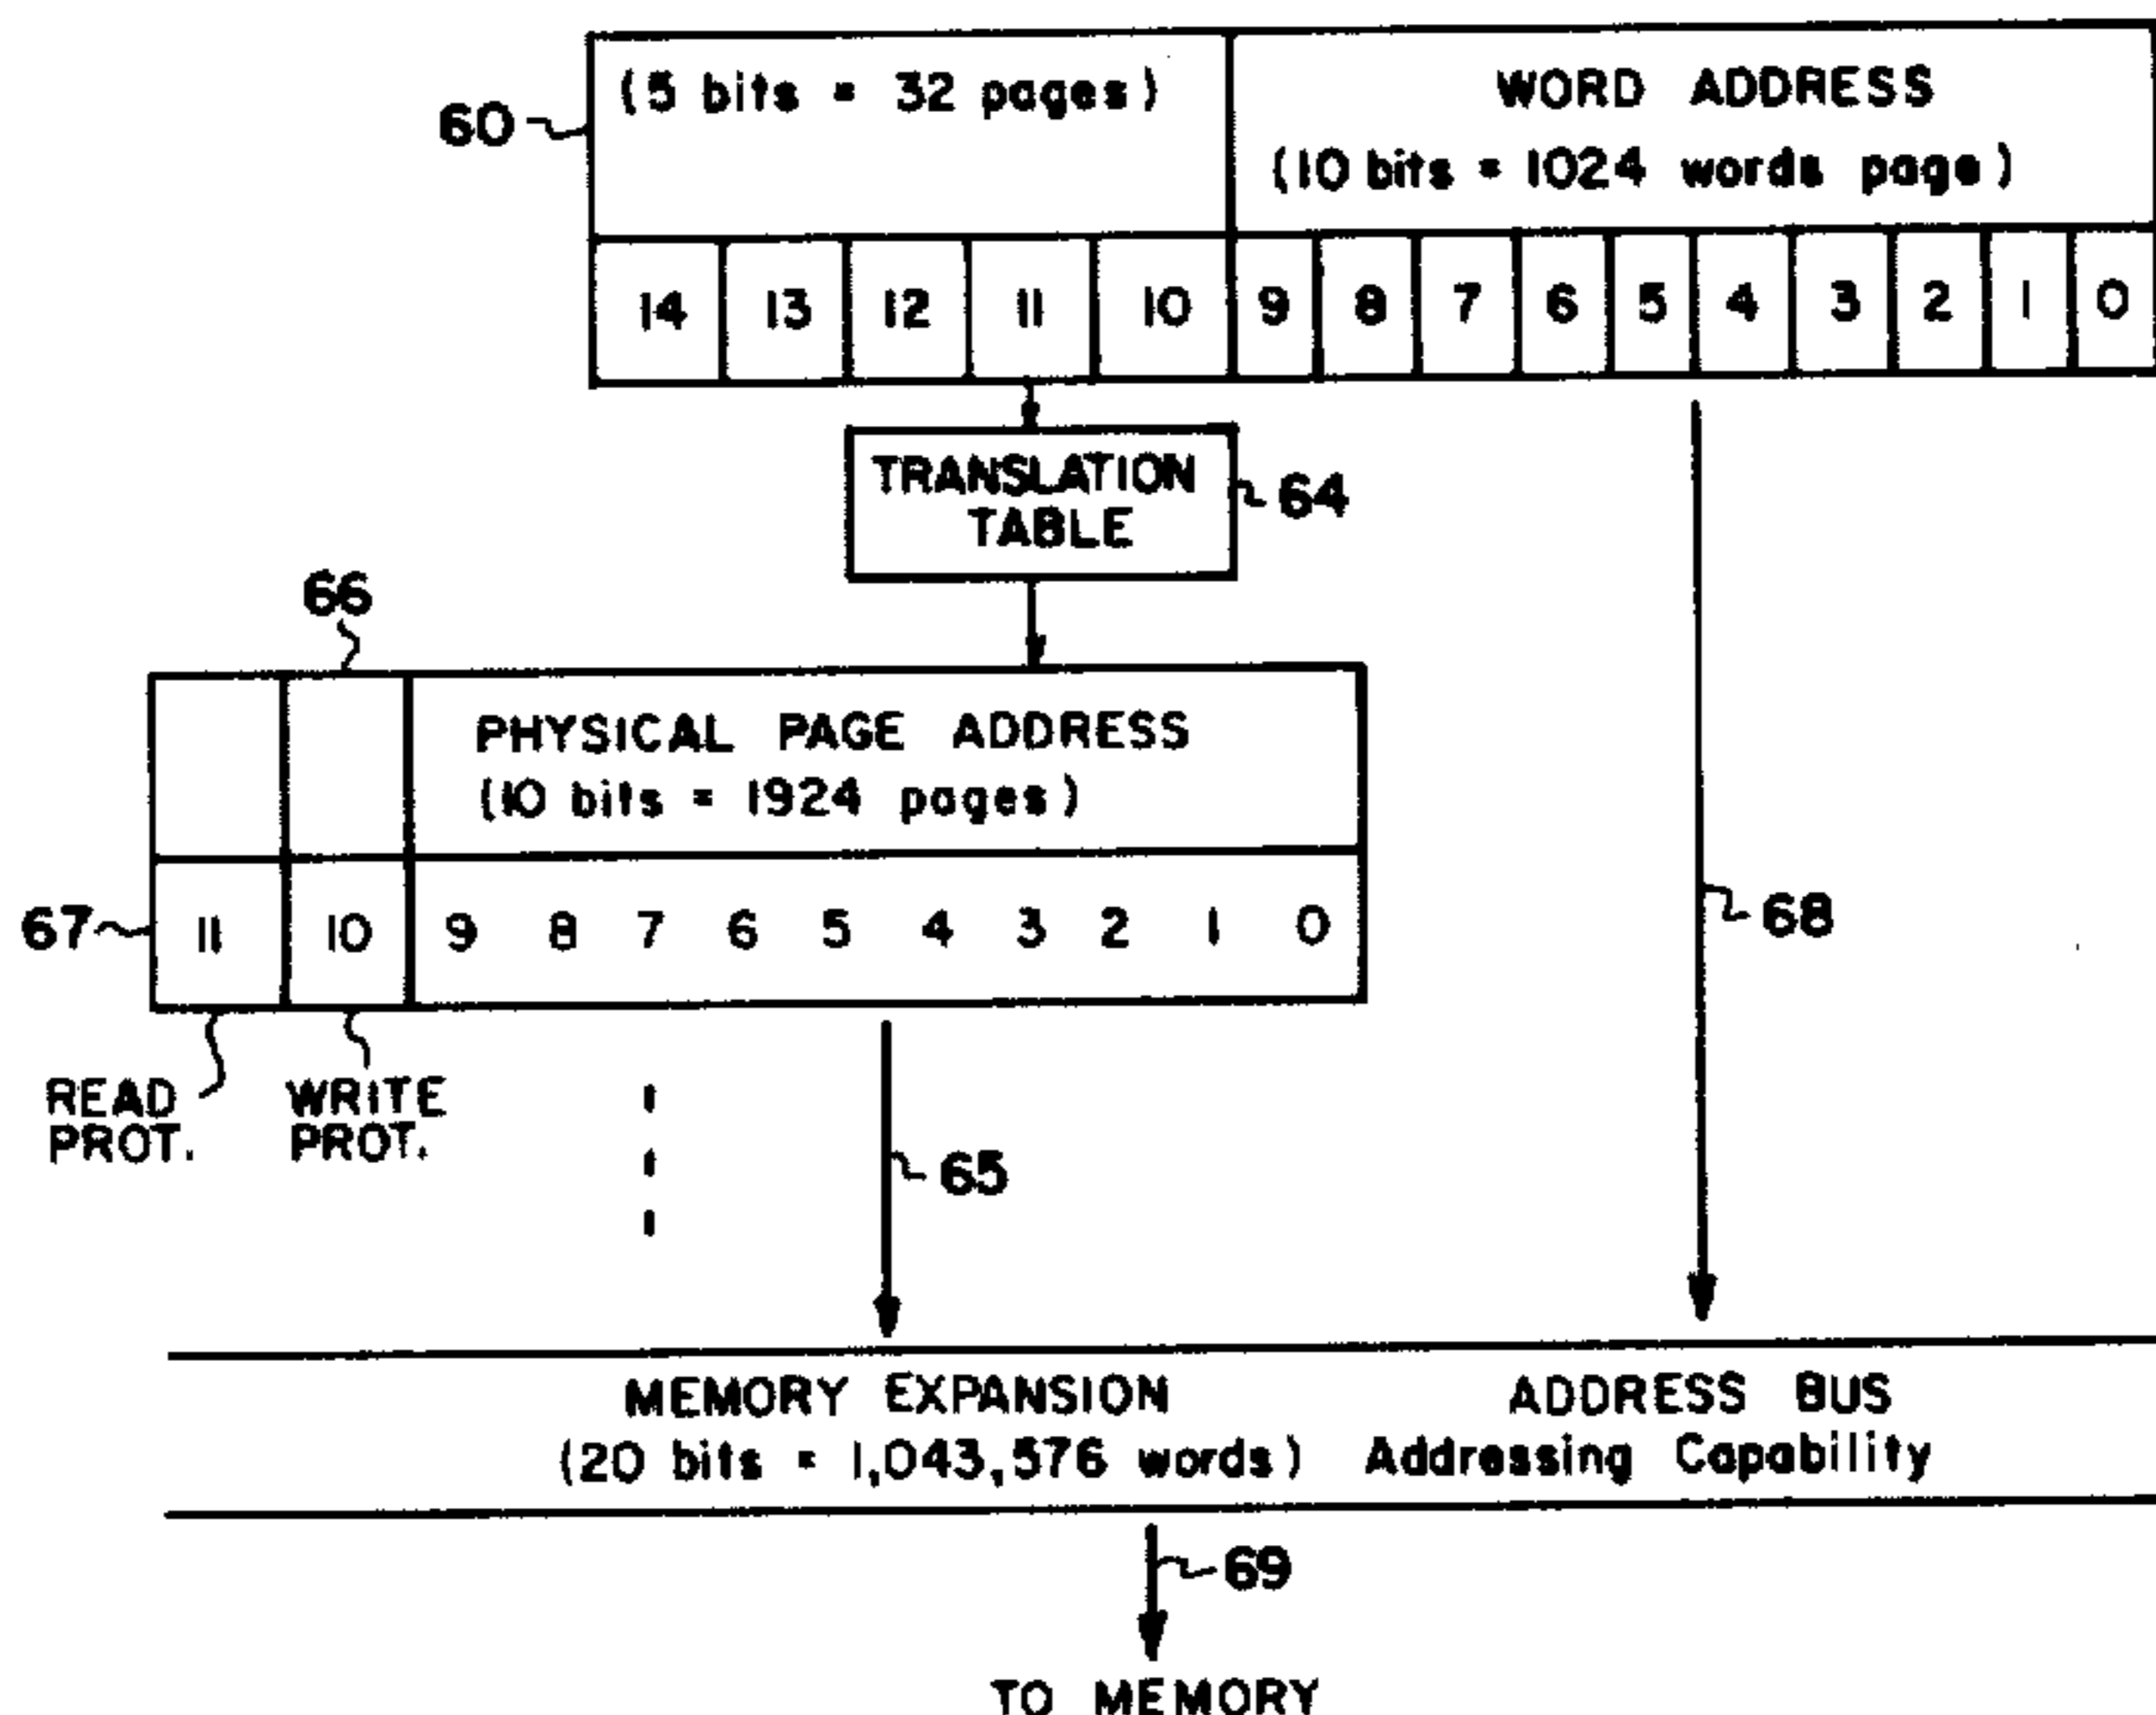 (5 bits = 32 pages)
WORD ADDRESS
60
(10 bits = 1024 words page)
14 13 12 11 10 9 8 7 6 5 4 3 2 1 0
TRANSLATION
TABLE
64
66
PHYSICAL PAGE ADDRESS
(10 bits = 1924 pages)
67
11 10 9 8 7 6 5 4 3 2 1 0
68
READ
PROT.
WRITE
PROT.
65
MEMORY EXPANSION ADDRESS BUS
(20 bits = 1,043,576 words) Addressing Capability
69
TO MEMORY